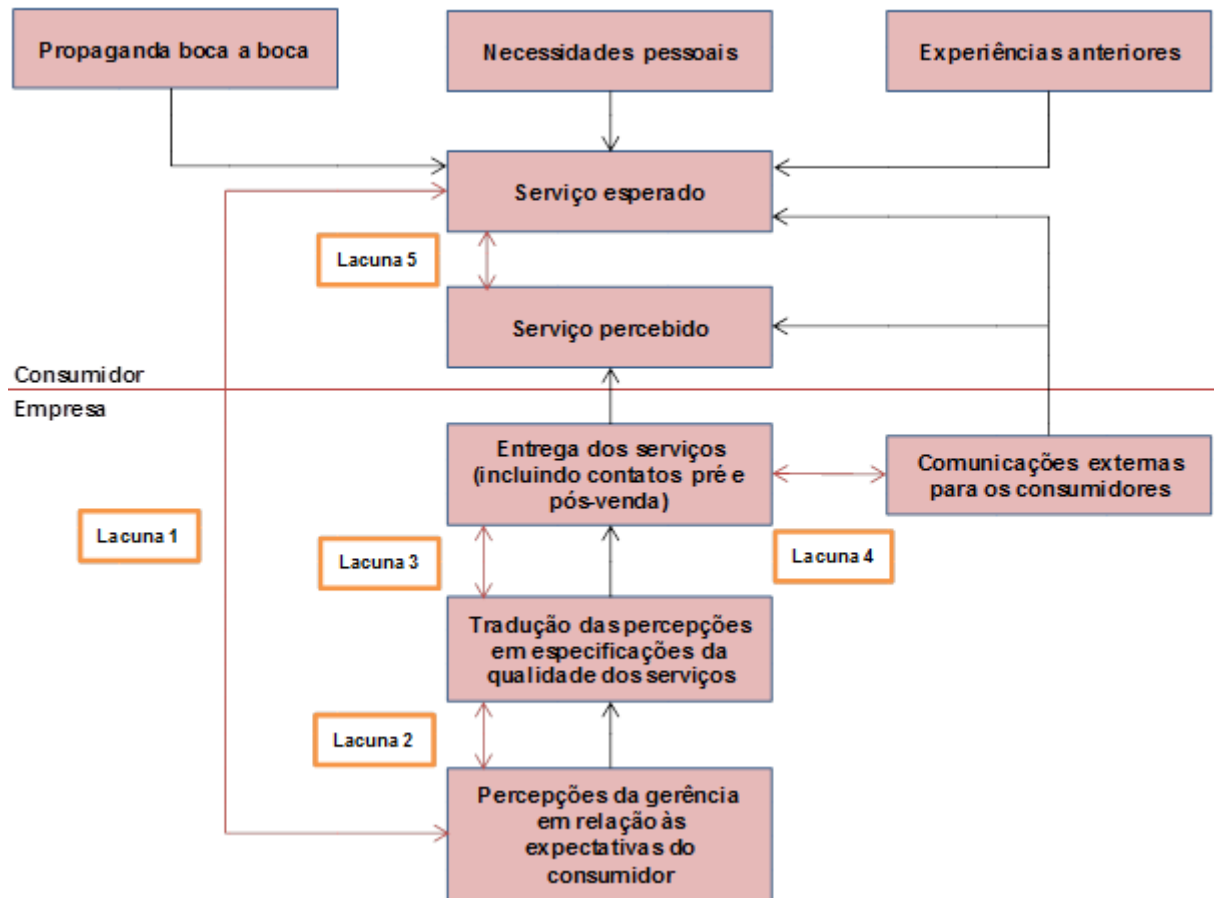 Propaganda boca a boca
Necessidades pessoais
Experiências anteriores
Serviço esperado
Lacuna 5
Serviço percebido
Consumidor
Empresa
Entrega dos serviços
(incluindo contatos pré e
pós-venda)
Comunicações externas
para os consumidores
Lacuna 1
Lacuna 3
Lacuna 4
Tradução das percepções
em especificações da
qualidade dos serviços
Lacuna 2
Percepções da gerência
em relação às
expectativas do
consumidor